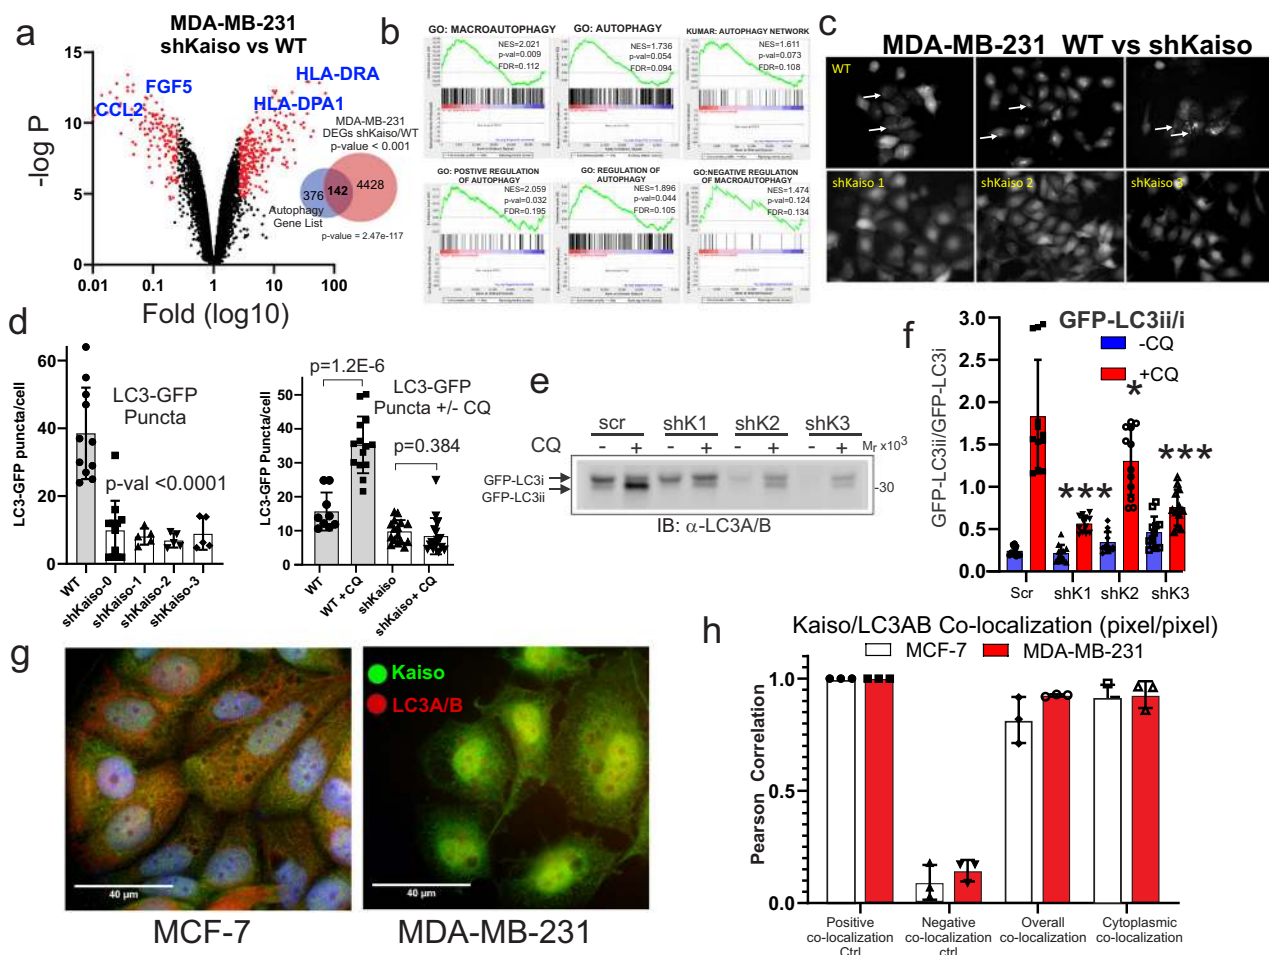 a
MDA-MB-231
shKaiso vs WT
15
10
5
0
-log P
0.01
0.1
1
10
100
Fold (log10)
FGF5
CCL2
HLA-DRA
HLA-DPA1
MDA-MB-231
DEGs shKaiso/WT
p-value < 0.001
376
142
4428
Autophagy
Gene List
p-value = 2.47e-117
b
GO: MACROAUTOPHAGY
NES=2.021
p-val=0.009
FDR=0.112
GO: AUTOPHAGY
NES=1.736
p-val=0.054
FDR=0.094
KUMAR: AUTOPHAGY NETWORK
NES=1.611
p-val=0.073
FDR=0.108
GO: POSTIVE REGULATION
OF AUTOPHAGY
NES=2.059
p-val=0.032
FDR=0.195
GO: REGULATION OF
AUTOPHAGY
NES=1.896
p-val=0.044
FDR=0.105
GO:NEGATIVE REGULATION
OF MACROAUTOPHAGY
NES=1.474
p-val=0.124
FDR=0.134
c
MDA-MB-231 WT vs shKaiso
WT
shKaiso 1
shKaiso 2
shKaiso 3
d
LC3-GFP puncta/cell
60
40
20
0
LC3-GFP
Puncta
p-val <0.0001
WT
shKaiso-0
shKaiso-1
shKaiso-2
shKaiso-3
LC3-GFP Puncta/cell
50
40
30
20
10
0
p=1.2E-6
LC3-GFP
Puncta +/- CQ
p=0.384
WT
WT +CQ
shKaiso
shKaiso+ CQ
e
scr
shK1
shK2
shK3
CQ
- + - + - + - +
Mr x10³
GFP-LC3i
GFP-LC3ii
-30
IB: α-LC3A/B
f
GFP-LC3ii/i
-CQ
+CQ
GFP-LC3ii/GFP-LC3i
3.0
2.5
2.0
1.5
1.0
0.5
0.0
***
*
***
Scr
shK1
shK2
shK3
g
40 µm
MCF-7
Kaiso
LC3A/B
40 µm
MDA-MB-231
h
Kaiso/LC3AB Co-localization (pixel/pixel)
MCF-7
MDA-MB-231
Pearson Correlation
1.0
0.5
0.0
Positive
co-localization
Ctrl
Negative
co-localization
ctrl
Overall
co-localization
Cytoplasmic
co-localization